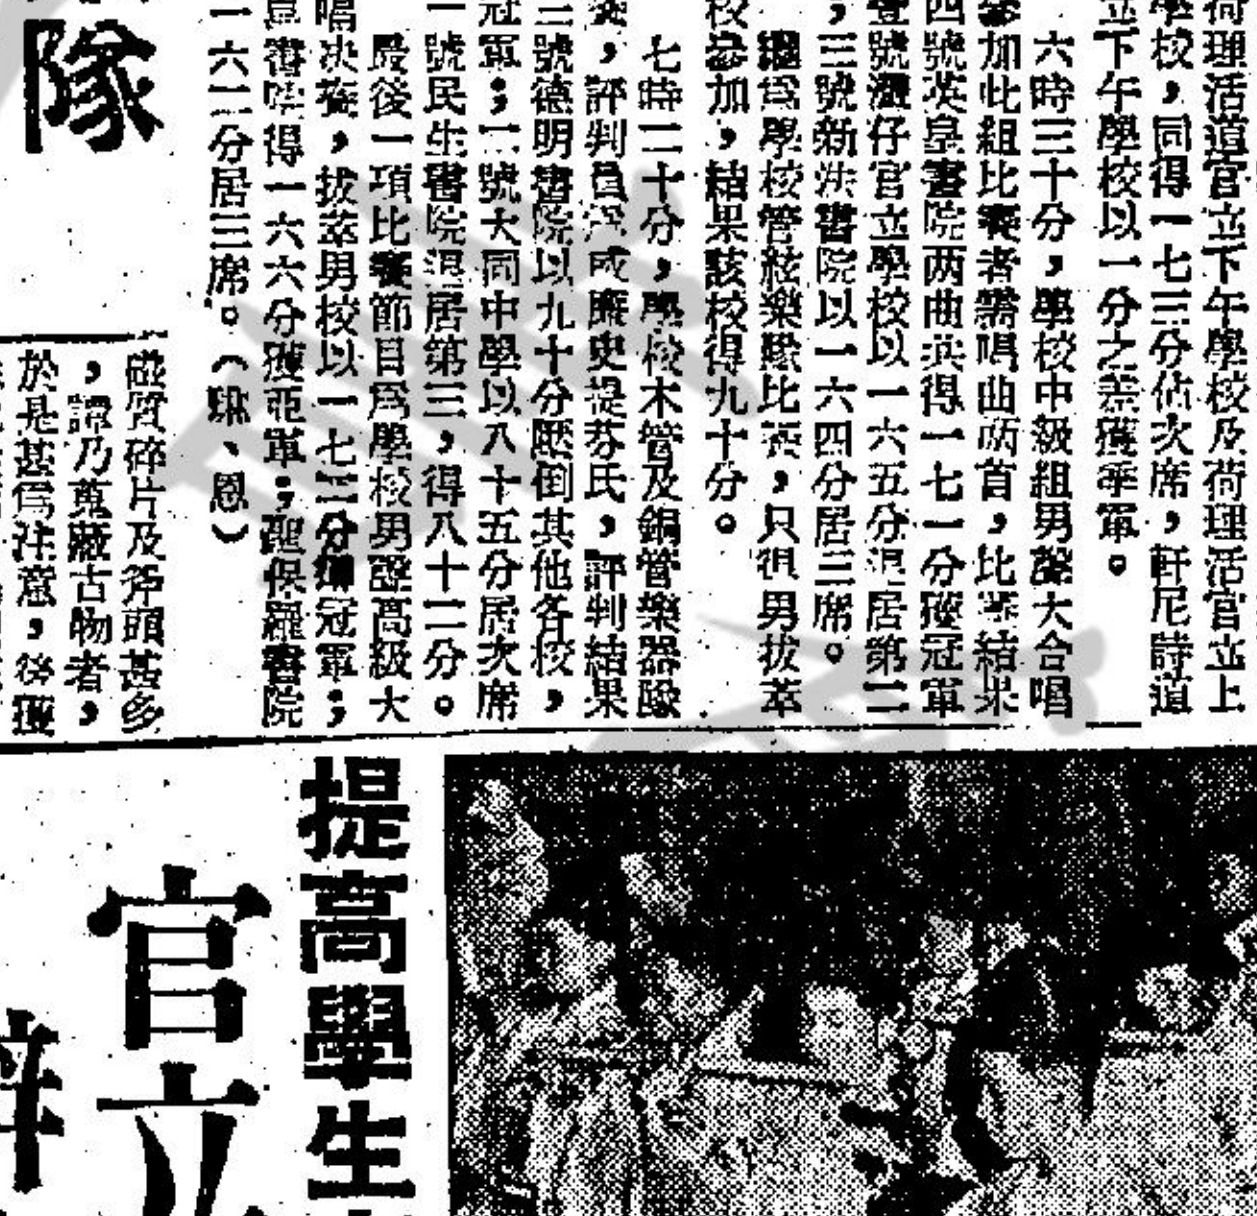 荷理活道官立下午學校及荷理活官立上
學校，同得一七三分佔次席，軒尼詩道
立下午學校以一分之差獲季軍。
六時三十分，學校中級組男聲大合唱
參加此組比賽者需唱曲兩首，比賽結果
四號英皇書院两曲共得一七一分獲冠軍
壹號灣仔官立學校以一六五分退居第二
，三號新法書院以一六四分居三席。
繼爲學校管絃樂隊比賽，只得男拔萃
校參加，結果該校得九十分。
七時二十分，學校木管及銅管樂器隊
賽，評判員爲威廉史提芬氏，評判結果
三號德明書院以九十分壓倒其他各校，
冠軍；二號大同中學以八十五分居次席
一號民生書院退居第三，得八十二分。
最後一項比賽節目爲學校男聲高級大
唱决賽，拔萃男校以一七二分獲冠軍；
皇書院得一六六分獲亞軍；聖保羅書院
一六二分居三席。（ 、恩）
隊
碰質碎片及斧頭甚多
，譚乃蒐蔽古物者，
於是甚爲注意，後獲
提高學生
官立